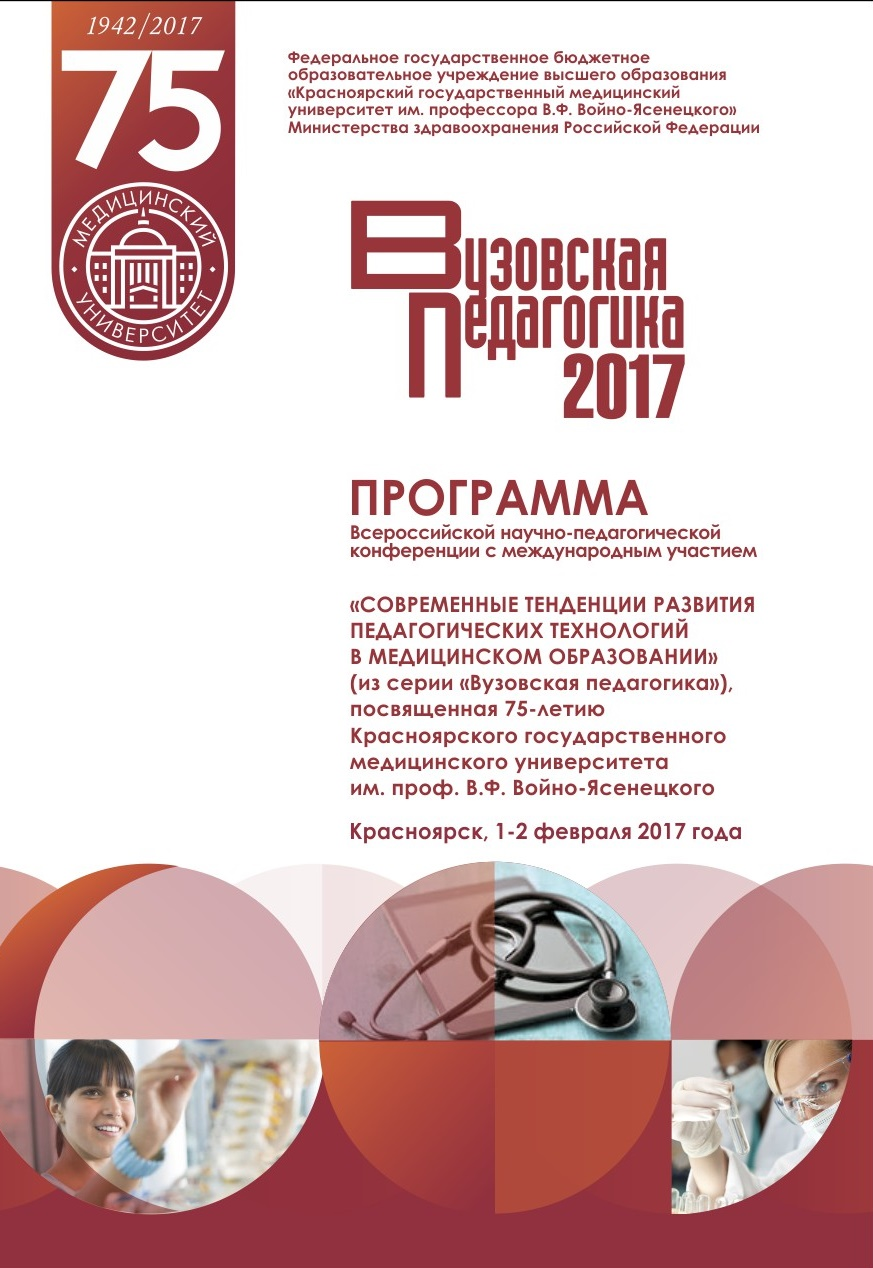 1942/2017
75
МЕДИЦИНСКИЙ
УНИВЕРСИТЕТ
Федеральное государственное бюджетное
образовательное учреждение высшего образования
«Красноярский государственный медицинский
университет им. профессора В.Ф. Войно-Ясенецкого»
Министерства здравоохранения Российской Федерации
Вузовская
Педагогика
2017
ПРОГРАММА
Всероссийской научно-педагогической
конференции с международным участием
«СОВРЕМЕННЫЕ ТЕНДЕНЦИИ РАЗВИТИЯ
ПЕДАГОГИЧЕСКИХ ТЕХНОЛОГИЙ
В МЕДИЦИНСКОМ ОБРАЗОВАНИИ»
(из серии «Вузовская педагогика»),
посвященная 75-летию
Красноярского государственного
медицинского университета
им. проф. В.Ф. Войно-Ясенецкого
Красноярск, 1-2 февраля 2017 года